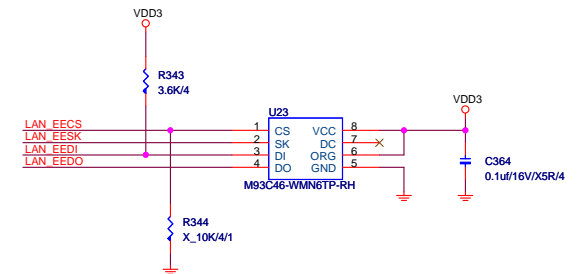 VDD3
R343
3.6K/4
VDD3
U23
LAN_EECS 1 CS VCC 8
LAN_EESK 2 SK DC 7
LAN_EEDI 3 DI ORG 6
LAN_EEDO 4 DO GND 5
C364
0.1uf/16V/X5R/4
M93C46-WMN6TP-RH
R344
X_10K/4/1